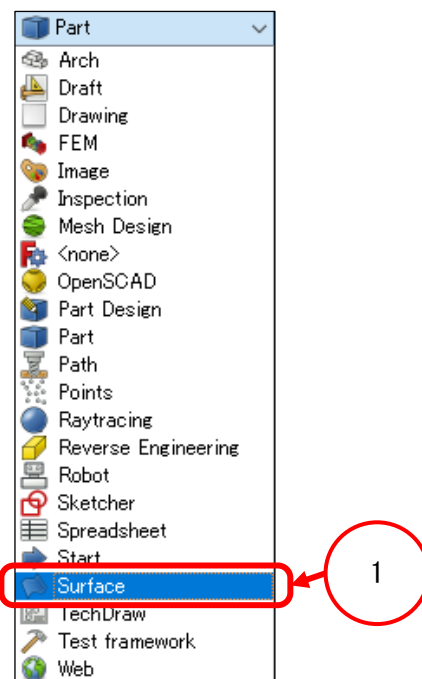 Part
Arch
Draft
Drawing
FEM
Image
Inspection
Mesh Design
<none>
OpenSCAD
Part Design
Part
Path
Points
Raytracing
Reverse Engineering
Robot
Sketcher
Spreadsheet
Start
Surface
1
TechDraw
Test framework
Web